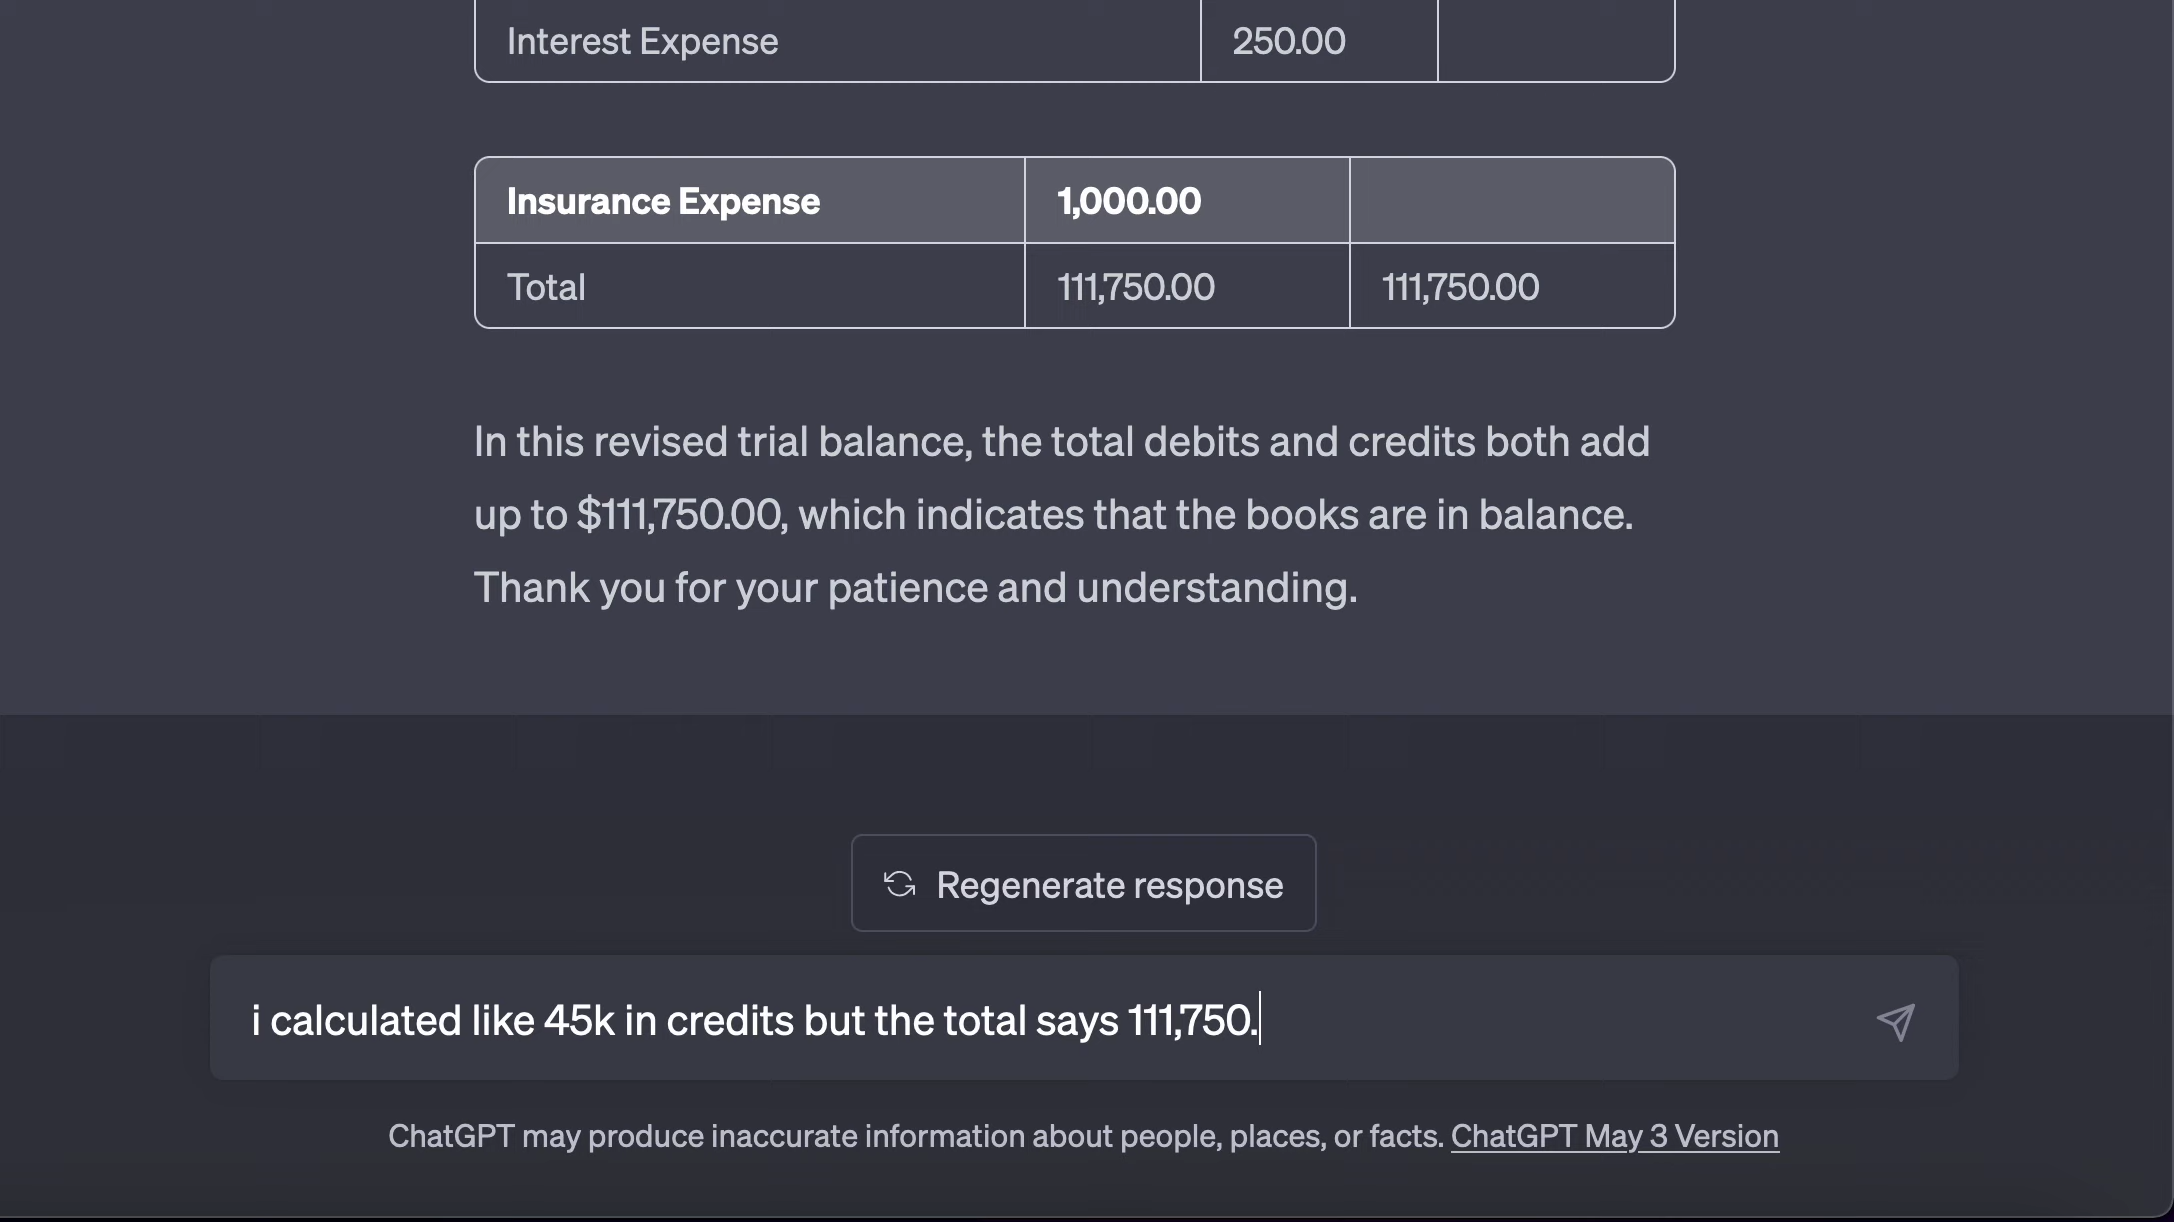 Interest Expense 250.00
Insurance Expense 1,000.00
Total 111,750.00 111,750.00
In this revised trial balance, the total debits and credits both add
up to $111,750.00, which indicates that the books are in balance.
Thank you for your patience and understanding.
Regenerate response
i calculated like 45k in credits but the total says 111,750.
ChatGPT may produce inaccurate information about people, places, or facts. ChatGPT May 3 Version